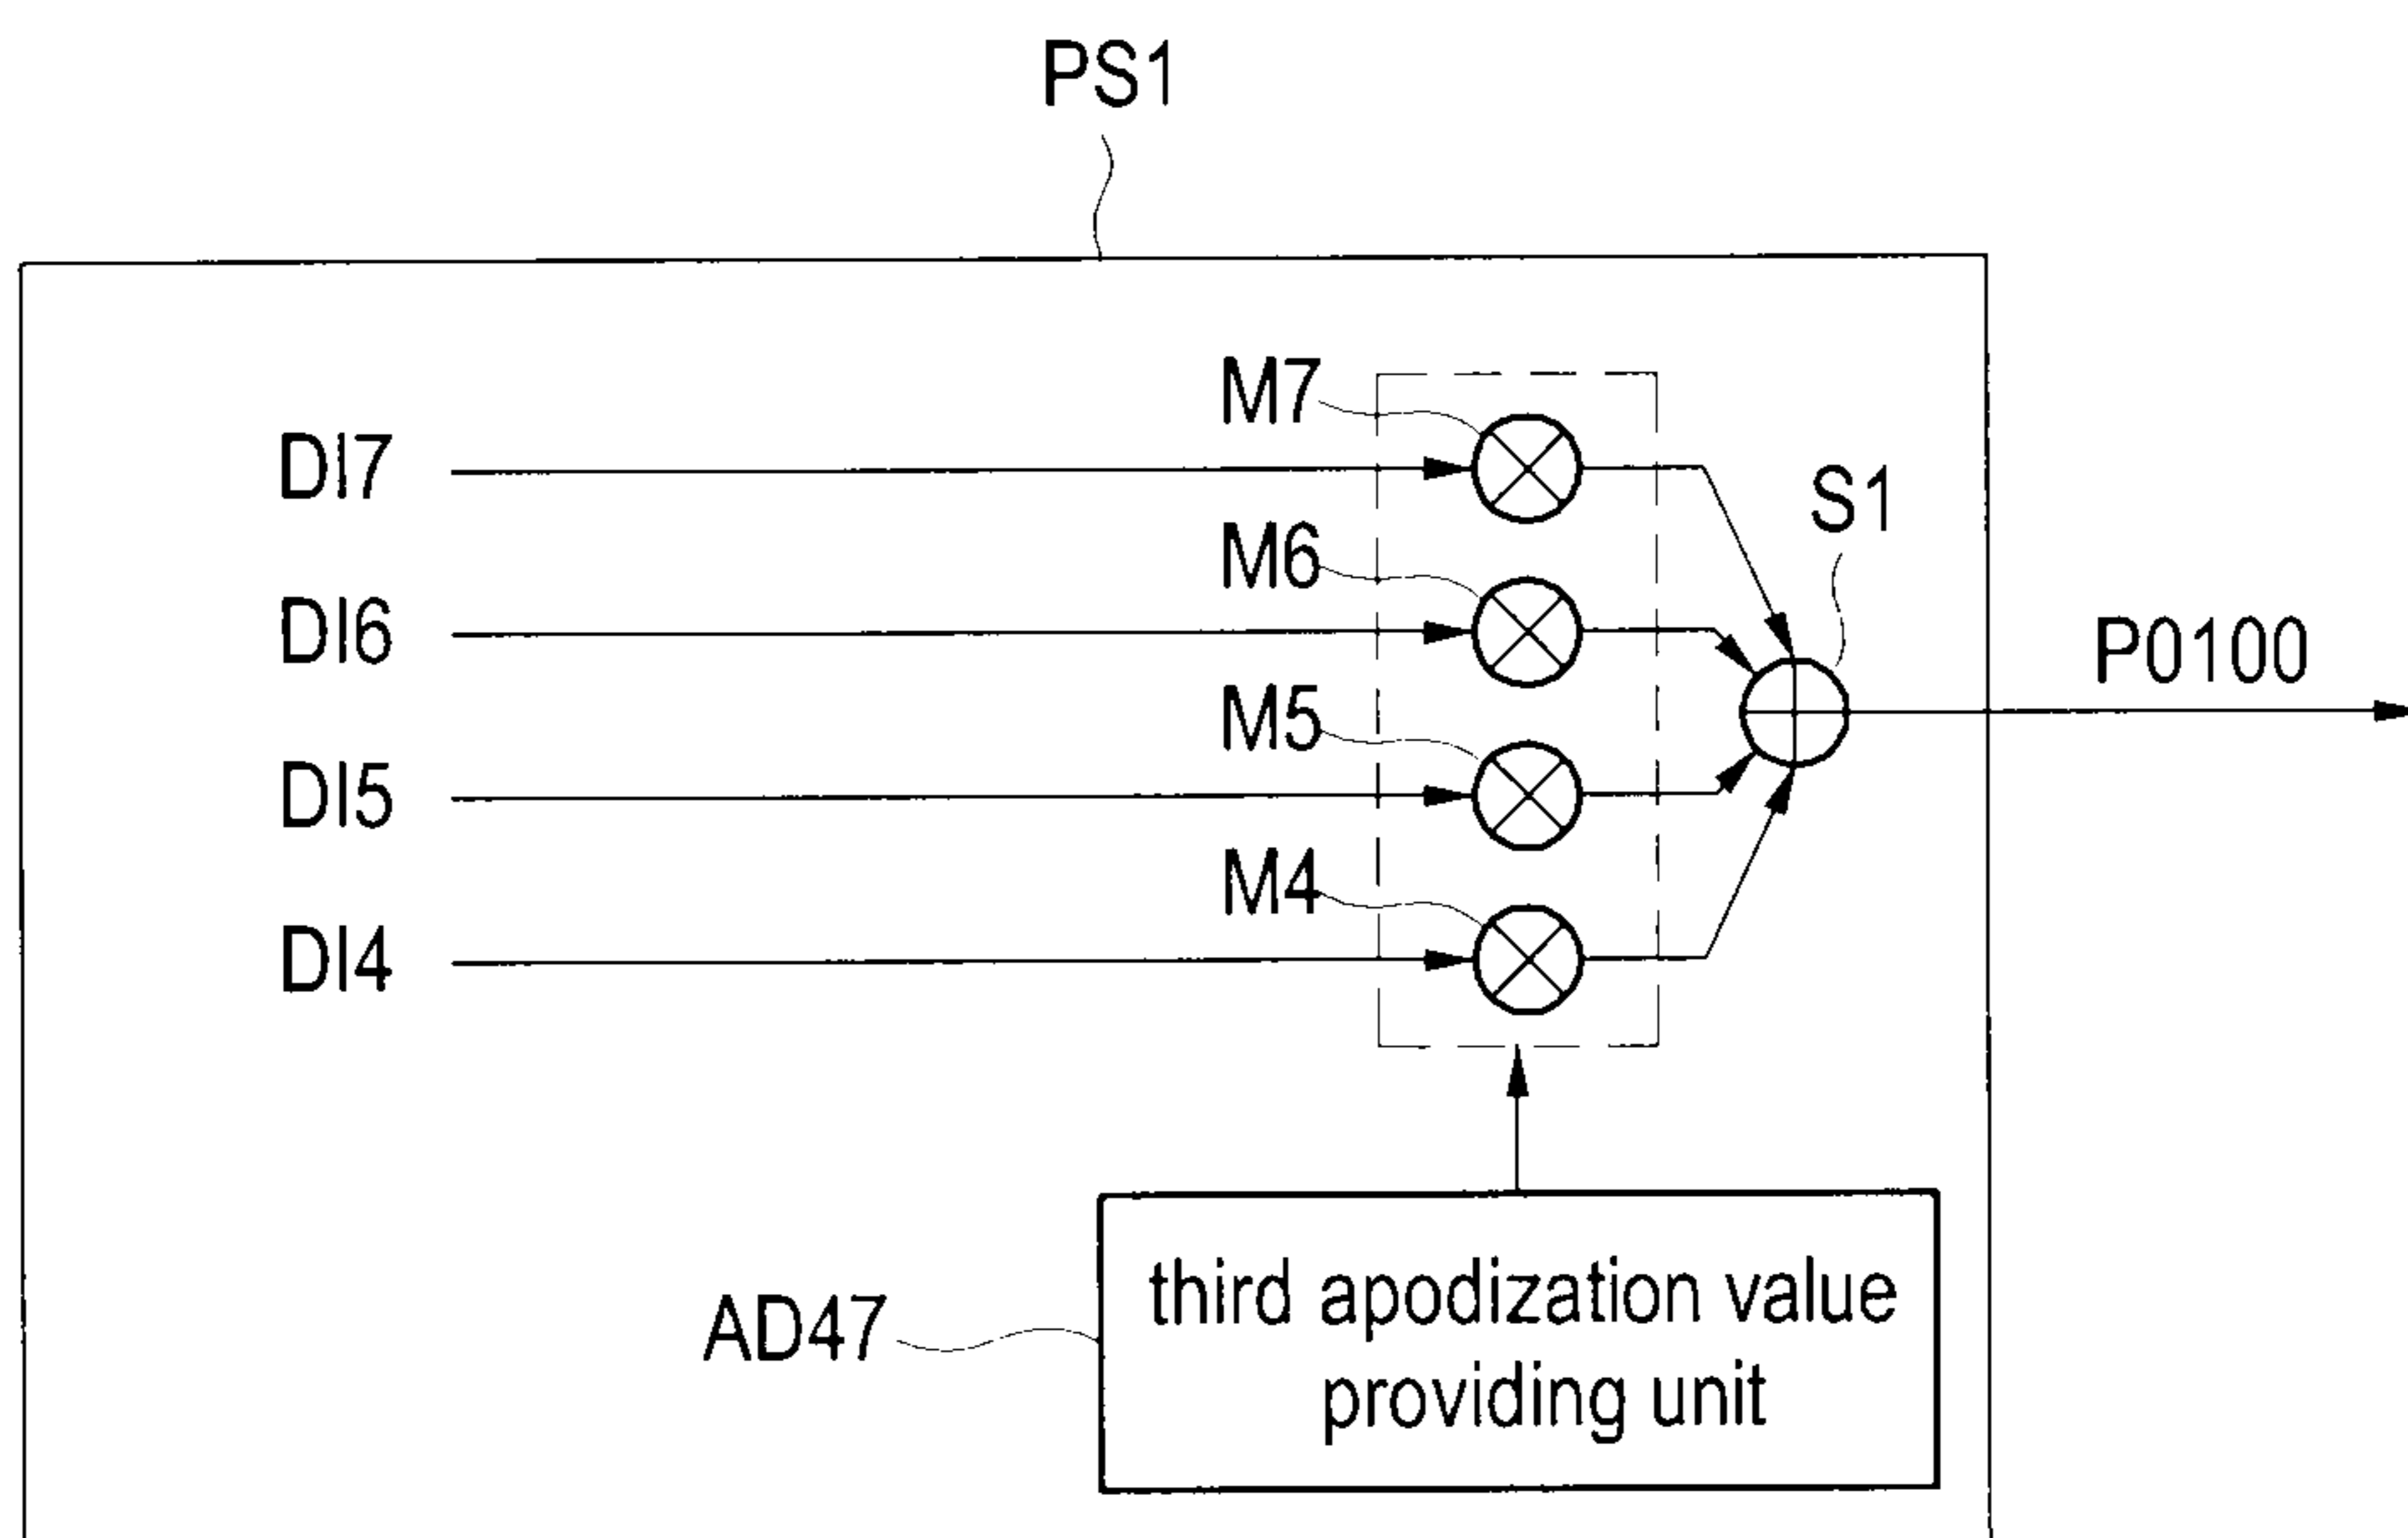 PS1
M7
DI7
S1
M6
DI6
P0100
M5
DI5
M4
DI4
third apodization value
AD47
providing unit